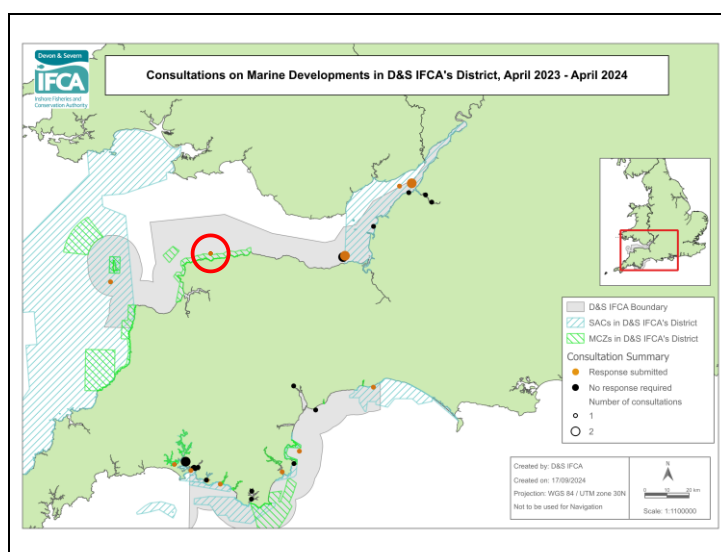 Devon & Severn
IFCA
Inshore Fisheries and
Conservation Authority
Consultations on Marine Developments in D&S IFCA's District, April 2023 - April 2024
D&S IFCA Boundary
SACs in D&S IFCA's District
MCZs in D&S IFCA's District
Consultation Summary
Response submitted
No response required
Number of consultations
1
2
Created by: D&S IFCA
Created on: 17/09/2024
Projection: WGS 84 / UTM zone 30N
Not to be used for Navigation
N
0 10 20 km
Scale: 1:1100000